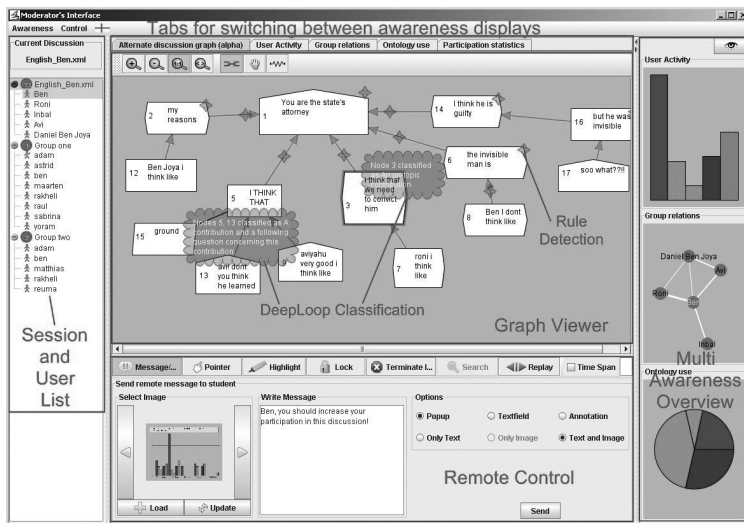 Moderator's Interface
Awareness Control
Tabs for switching between awareness displays
Current Discussion
English_Ben.xml
English_Ben.xml
Ben
Roni
Inbal
Avi
Daniel Ben Joya
Group one
adam
astrid
ben
maarten
rakheli
raul
sabrina
yoram
Group two
adam
ben
matthias
rakheli
reuma
Session
and
User
List
Alternate discussion graph (alpha) User Activity Group relations Ontology use Participation statistics
2 my
reasons
1 You are the state's
attorney
14 I think he is
guilty
16 but he was
invisible
12 Ben Joya i
think like
5 I THINK
THAT
Node 3 classified
3 I think that
we need
to convict
him
6 the invisible
man is
17 soo what??!!
8 Ben I dont
think like
15 ground
Nodes 5, 13 classified as A
contribution and a following
question concerning this
contribution
13 avil dont
you think
he learned
9 aviyahu
very good i
think like
7 roni i
think
like
Rule
Detection
DeepLoop Classification
Graph Viewer
Message/... Pointer Highlight Lock Terminate I... Search Replay Time Span
Send remote message to student
Select Image
Load Update
Write Message
Ben, you should increase your
participation in this discussion!
Options
Popup Textfield Annotation
Only Text Only Image Text and Image
Remote Control
Send
User Activity
Group relations
Daniel Ben Joya
Avi
Roni
Ben
Inbal
Ontology use
Multi
Awareness
Overview